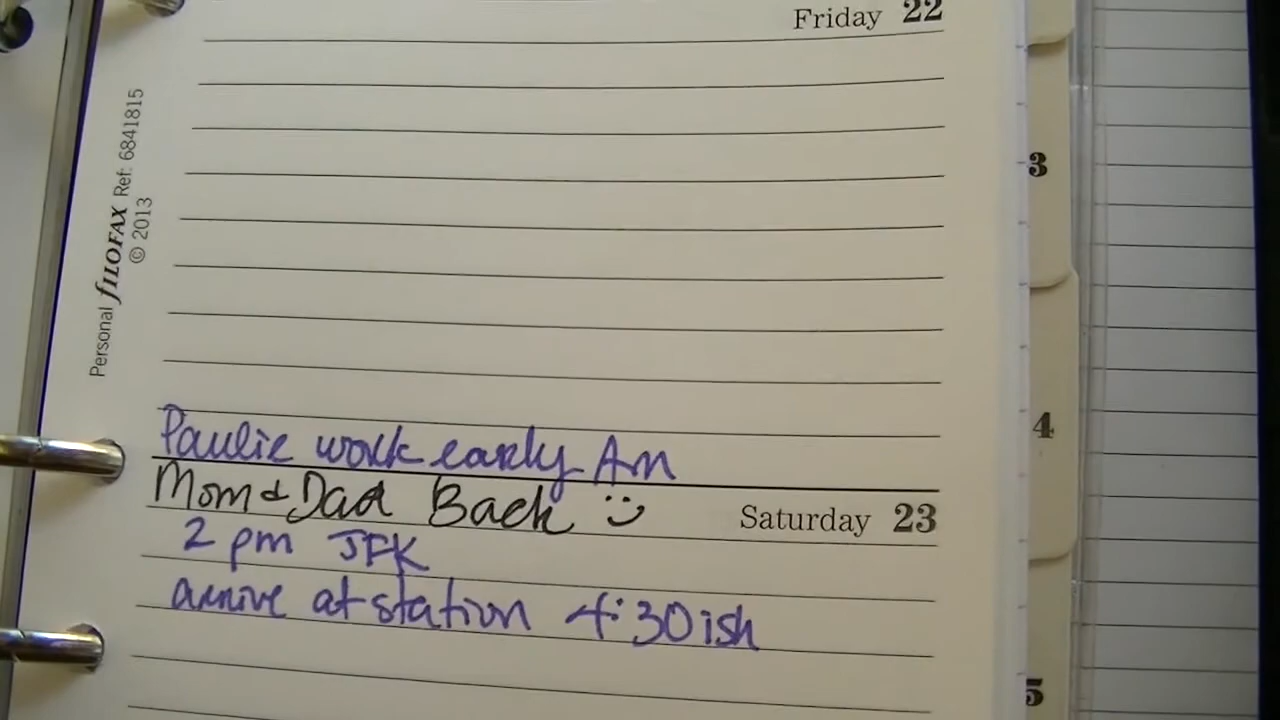 Friday 22
Personal fILOFAX Ref: 6841815
© 2013
3
4
Paulie work early Am
Mom & Dad Back
Saturday 23
2 pm JFK
arrive at station 4:30ish
5